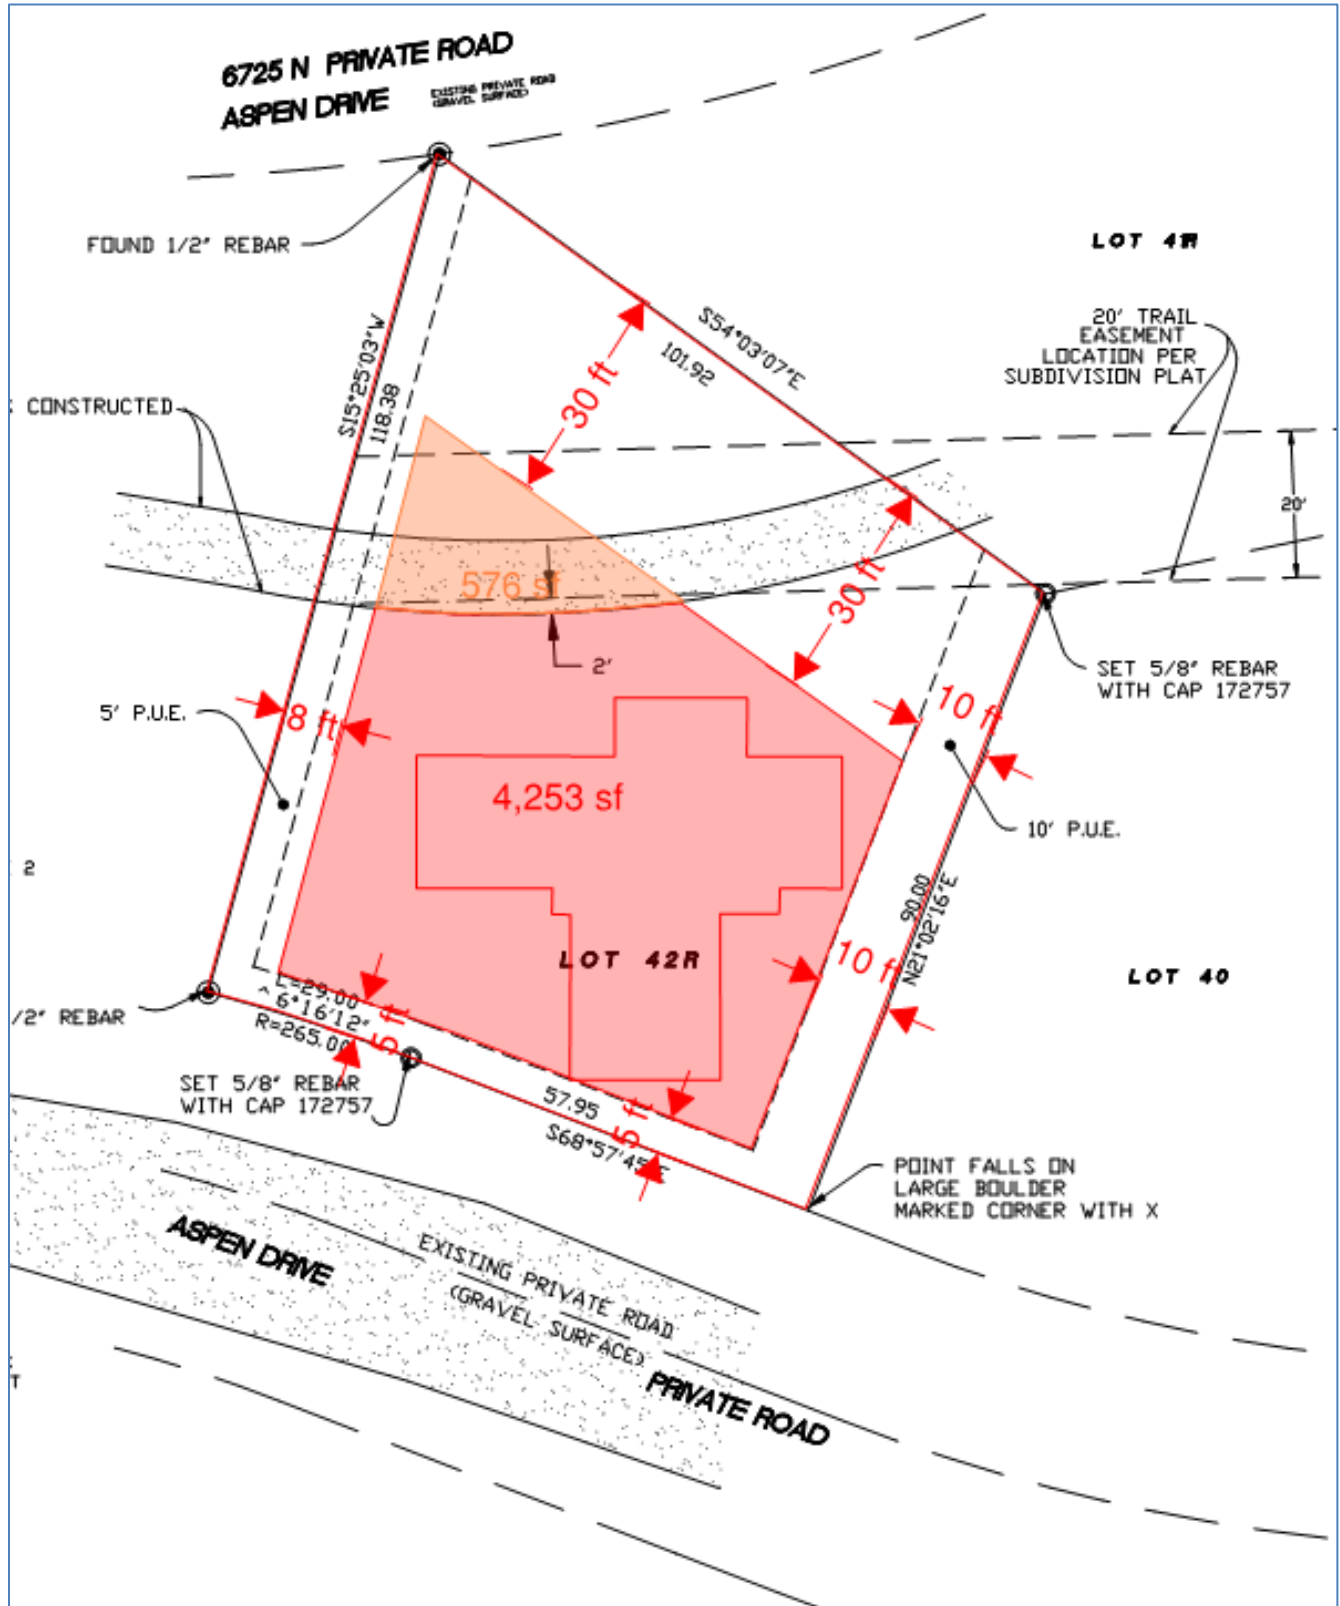 6725 N PRIVATE ROAD
ASPEN DRIVE
EXISTING PRIVATE ROAD
(GRAVEL SURFACE)
FOUND 1/2" REBAR
LOT 41R
20' TRAIL
EASEMENT
LOCATION PER
SUBDIVISION PLAT
S54°03'07"E
101.92
S15°25'03"W
118.38
30 ft
CONSTRUCTED
20'
30 ft
576 sf
2'
SET 5/8" REBAR
WITH CAP 172757
5' P.U.E.
8 ft
10 ft
4,253 sf
10' P.U.E.
2
90.00
N21°02'16"E
LOT 42R
10 ft
LOT 40
L=29.00
6°16'12"
R=265.00
5 ft
/2" REBAR
SET 5/8" REBAR
WITH CAP 172757
57.95
S68°57'45"E
5 ft
POINT FALLS ON
LARGE BOULDER
MARKED CORNER WITH X
ASPEN DRIVE
EXISTING PRIVATE ROAD
(GRAVEL SURFACE)
PRIVATE ROAD
T